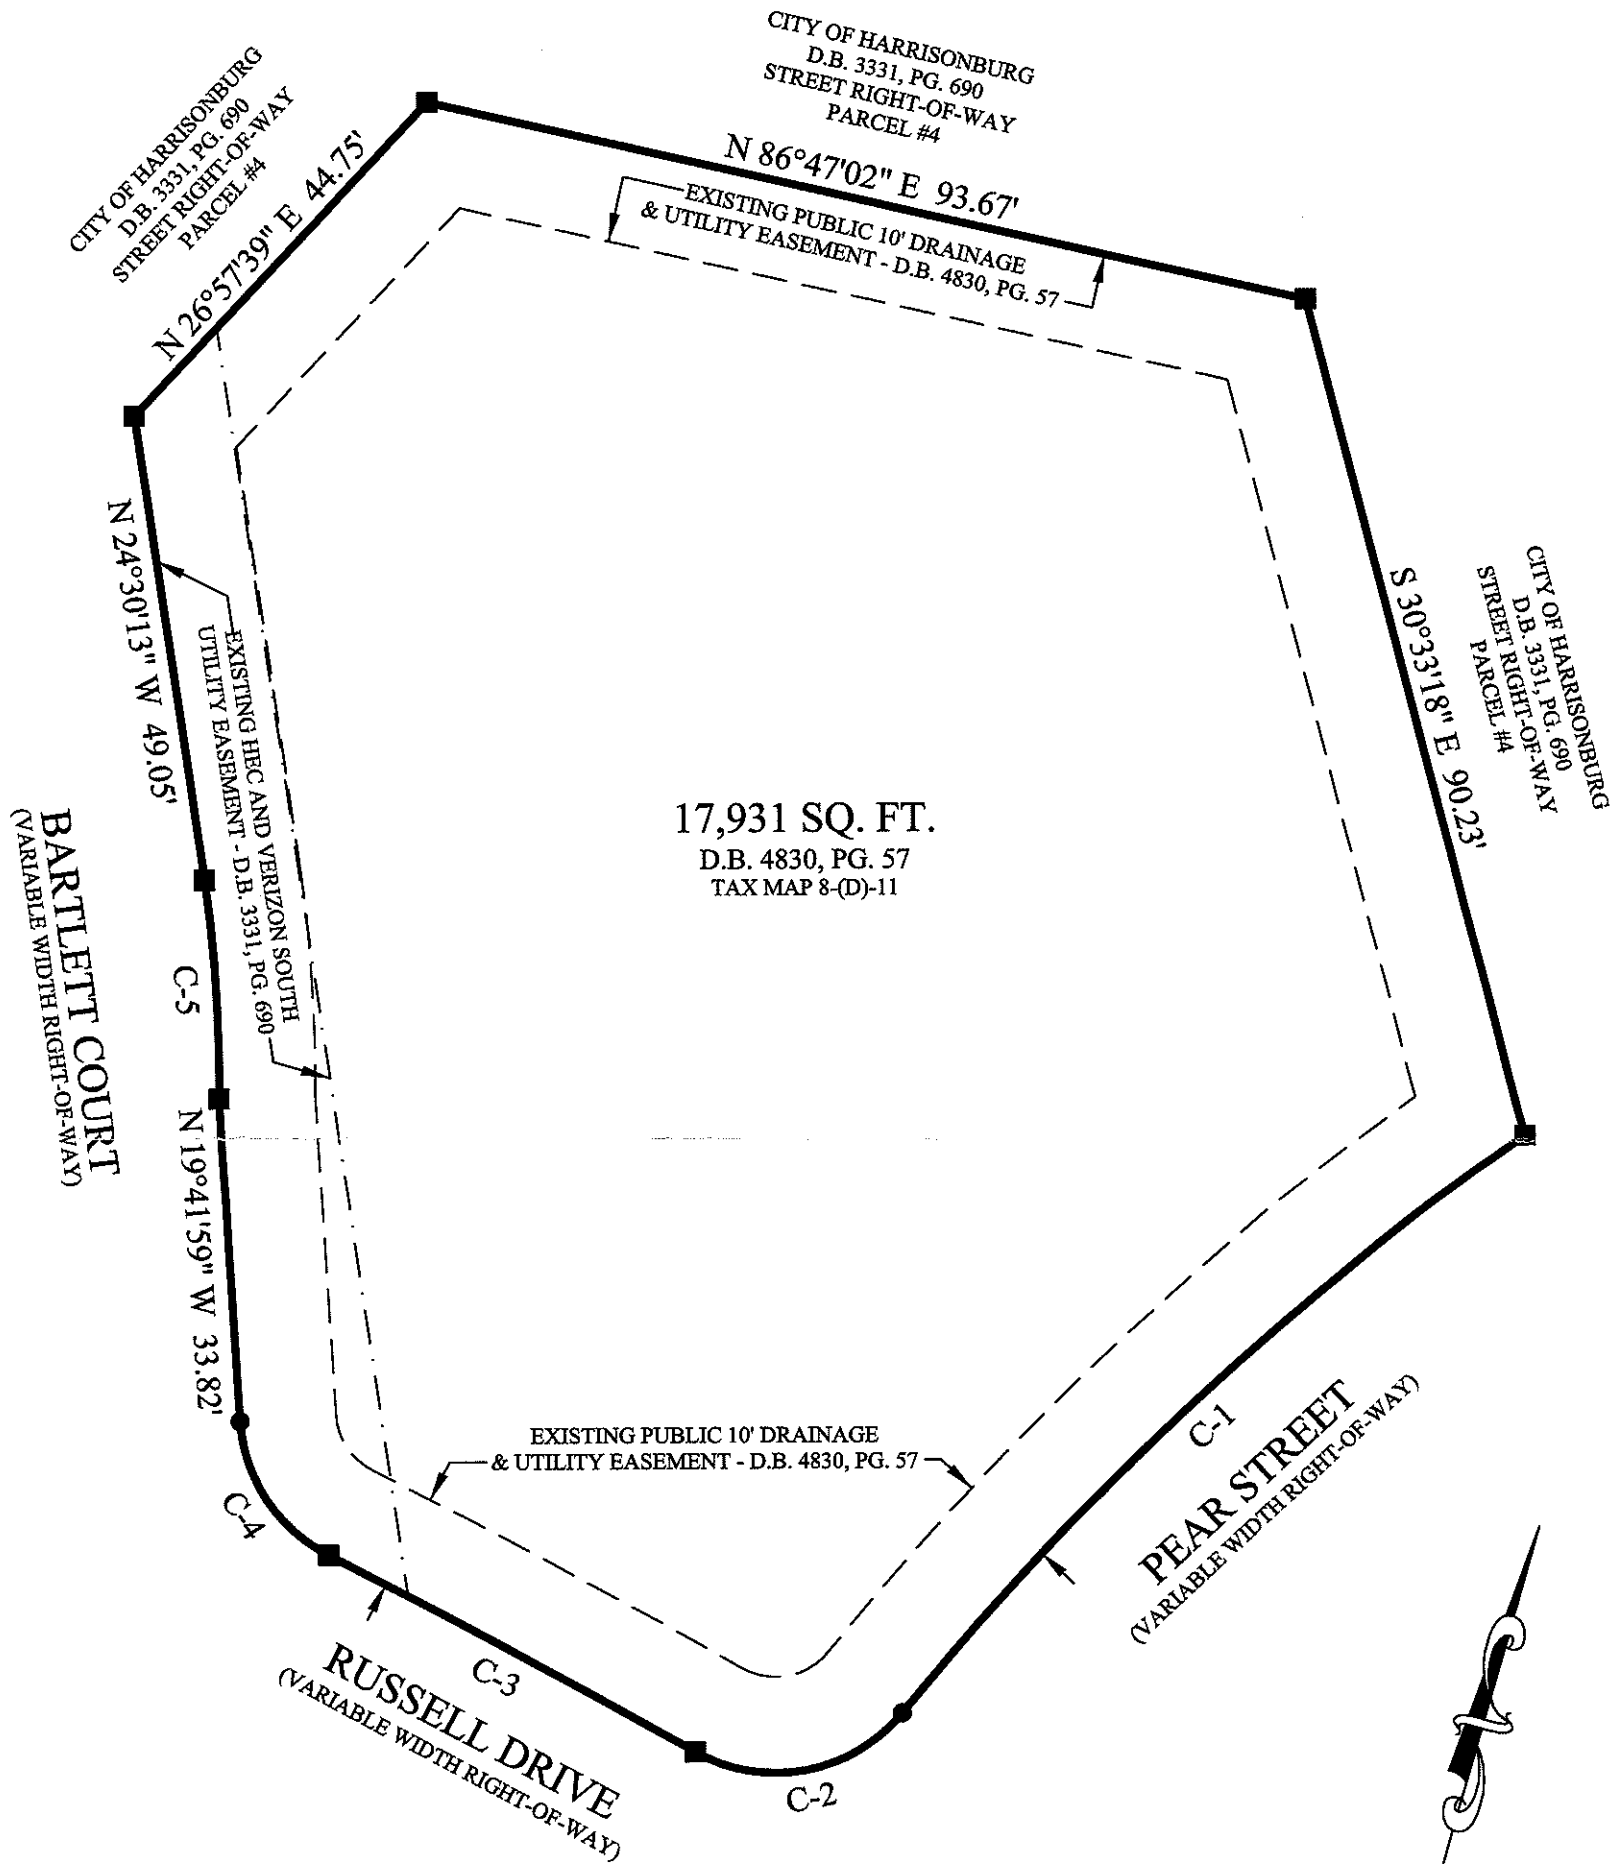 CITY OF HARRISONBURG
D.B. 3331, PG. 690
STREET RIGHT-OF-WAY
PARCEL #4
CITY OF HARRISONBURG
D.B. 3331, PG. 690
STREET RIGHT-OF-WAY
PARCEL #4
N 26°57'39" E 44.75'
N 86°47'02" E 93.67'
EXISTING PUBLIC 10' DRAINAGE
& UTILITY EASEMENT - D.B. 4830, PG. 57
CITY OF HARRISONBURG
D.B. 3331, PG. 690
STREET RIGHT-OF-WAY
PARCEL #4
S 30°33'18" E 90.23'
N 24°30'13" W 49.05'
EXISTING HEC AND VERIZON SOUTH
UTILITY EASEMENT - D.B. 3331, PG. 690
17,931 SQ. FT.
D.B. 4830, PG. 57
TAX MAP 8-(D)-11
BARTLETT COURT
(VARIABLE WIDTH RIGHT-OF-WAY)
C-5
N 19°41'59" W 33.82'
EXISTING PUBLIC 10' DRAINAGE
& UTILITY EASEMENT - D.B. 4830, PG. 57
C-1
PEAR STREET
(VARIABLE WIDTH RIGHT-OF-WAY)
C-4
C-3
RUSSELL DRIVE
(VARIABLE WIDTH RIGHT-OF-WAY)
C-2